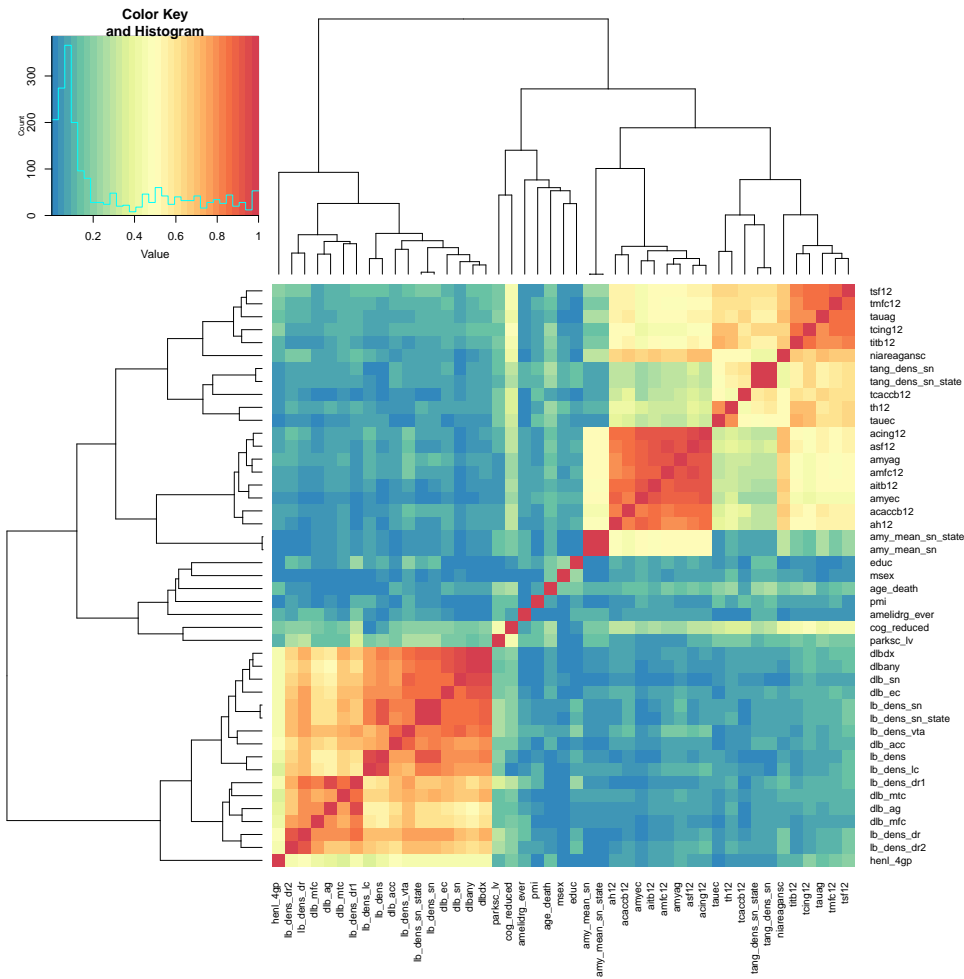 Color Key
and Histogram
Count
0
100
200
300
0.2
0.4
0.6
0.8
1
Value
tsf12
tmfc12
tauag
tcing12
titb12
niareagansc
tang_dens_sn
tang_dens_sn_state
tcaccb12
th12
tauec
acing12
asf12
amyag
amfc12
aitb12
amyec
acaccb12
ah12
amy_mean_sn_state
amy_mean_sn
educ
msex
age_death
pmi
amelidrg_ever
cog_reduced
parksc_lv
dlbdx
dlbany
dlb_sn
dlb_ec
lb_dens_sn
lb_dens_sn_state
lb_dens_vta
dlb_acc
lb_dens
lb_dens_lc
lb_dens_dr1
dlb_mtc
dlb_ag
dlb_mfc
lb_dens_dr
lb_dens_dr2
henl_4gp
henl_4gp
lb_dens_dr2
lb_dens_dr
dlb_mfc
dlb_ag
dlb_mtc
lb_dens_dr1
lb_dens_lc
lb_dens
dlb_acc
lb_dens_vta
lb_dens_sn_state
lb_dens_sn
dlb_ec
dlb_sn
dlbany
dlbdx
parksc_lv
cog_reduced
amelidrg_ever
pmi
age_death
msex
educ
amy_mean_sn
amy_mean_sn_state
ah12
acaccb12
amyec
aitb12
amfc12
amyag
asf12
acing12
tauec
th12
tcaccb12
tang_dens_sn_state
tang_dens_sn
niareagansc
titb12
tcing12
tauag
tmfc12
tsf12